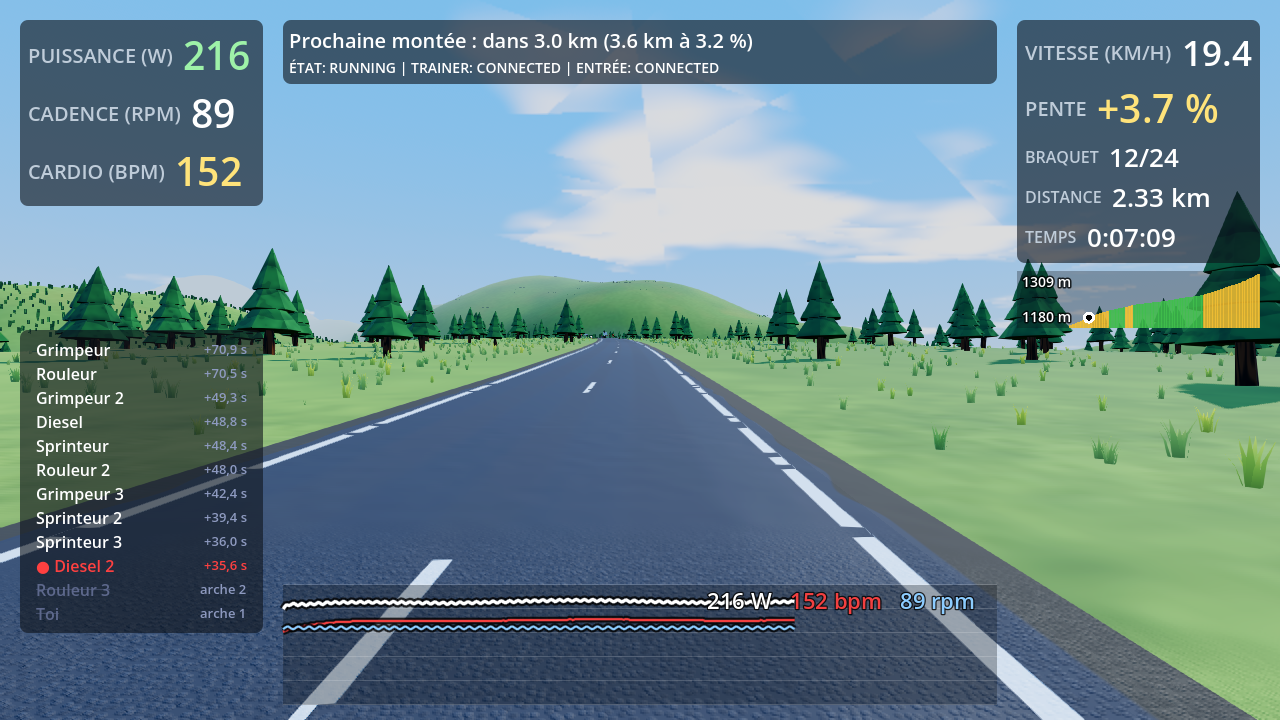 PUISSANCE (W) 216
CADENCE (RPM) 89
CARDIO (BPM) 152
Prochaine montée : dans 3.0 km (3.6 km à 3.2 %)
ÉTAT: RUNNING | TRAINER: CONNECTED | ENTRÉE: CONNECTED
VITESSE (KM/H) 19.4
PENTE +3.7 %
BRAQUET 12/24
DISTANCE 2.33 km
TEMPS 0:07:09
1309 m
1180 m
Grimpeur +70,9 s
Rouleur +70,5 s
Grimpeur 2 +49,3 s
Diesel +48,8 s
Sprinteur +48,4 s
Rouleur 2 +48,0 s
Grimpeur 3 +42,4 s
Sprinteur 2 +39,4 s
Sprinteur 3 +36,0 s
Diesel 2 +35,6 s
Rouleur 3 arche 2
Toi arche 1
216 W 152 bpm 89 rpm